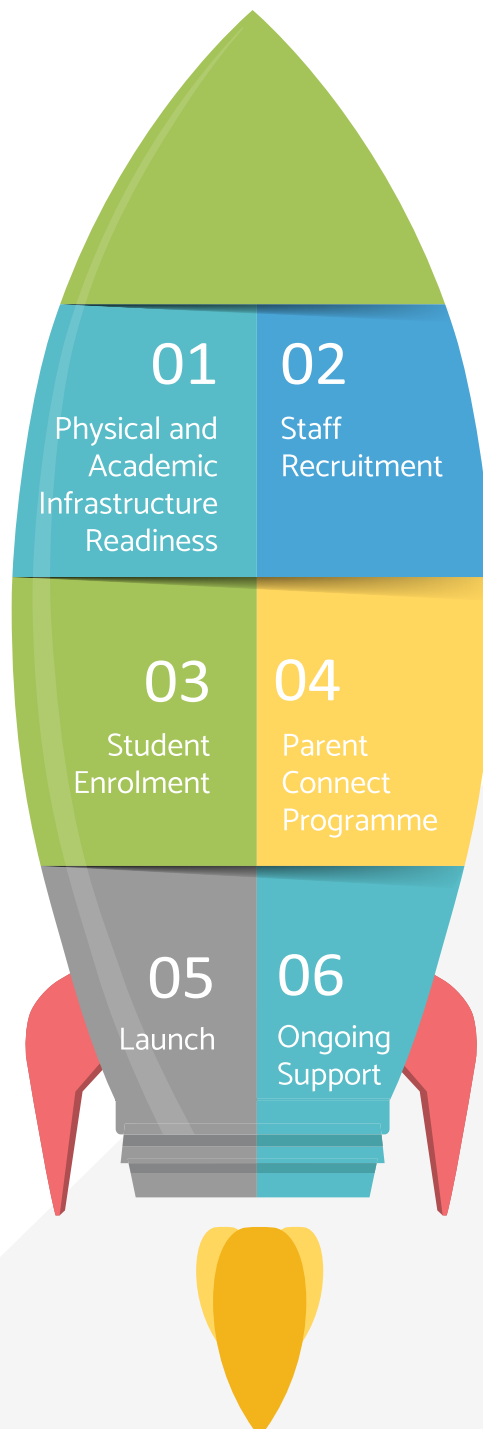 01
Physical and
Academic
Infrastructure
Readiness
02
Staff
Recruitment
03
Student
Enrolment
04
Parent
Connect
Programme
05
Launch
06
Ongoing
Support